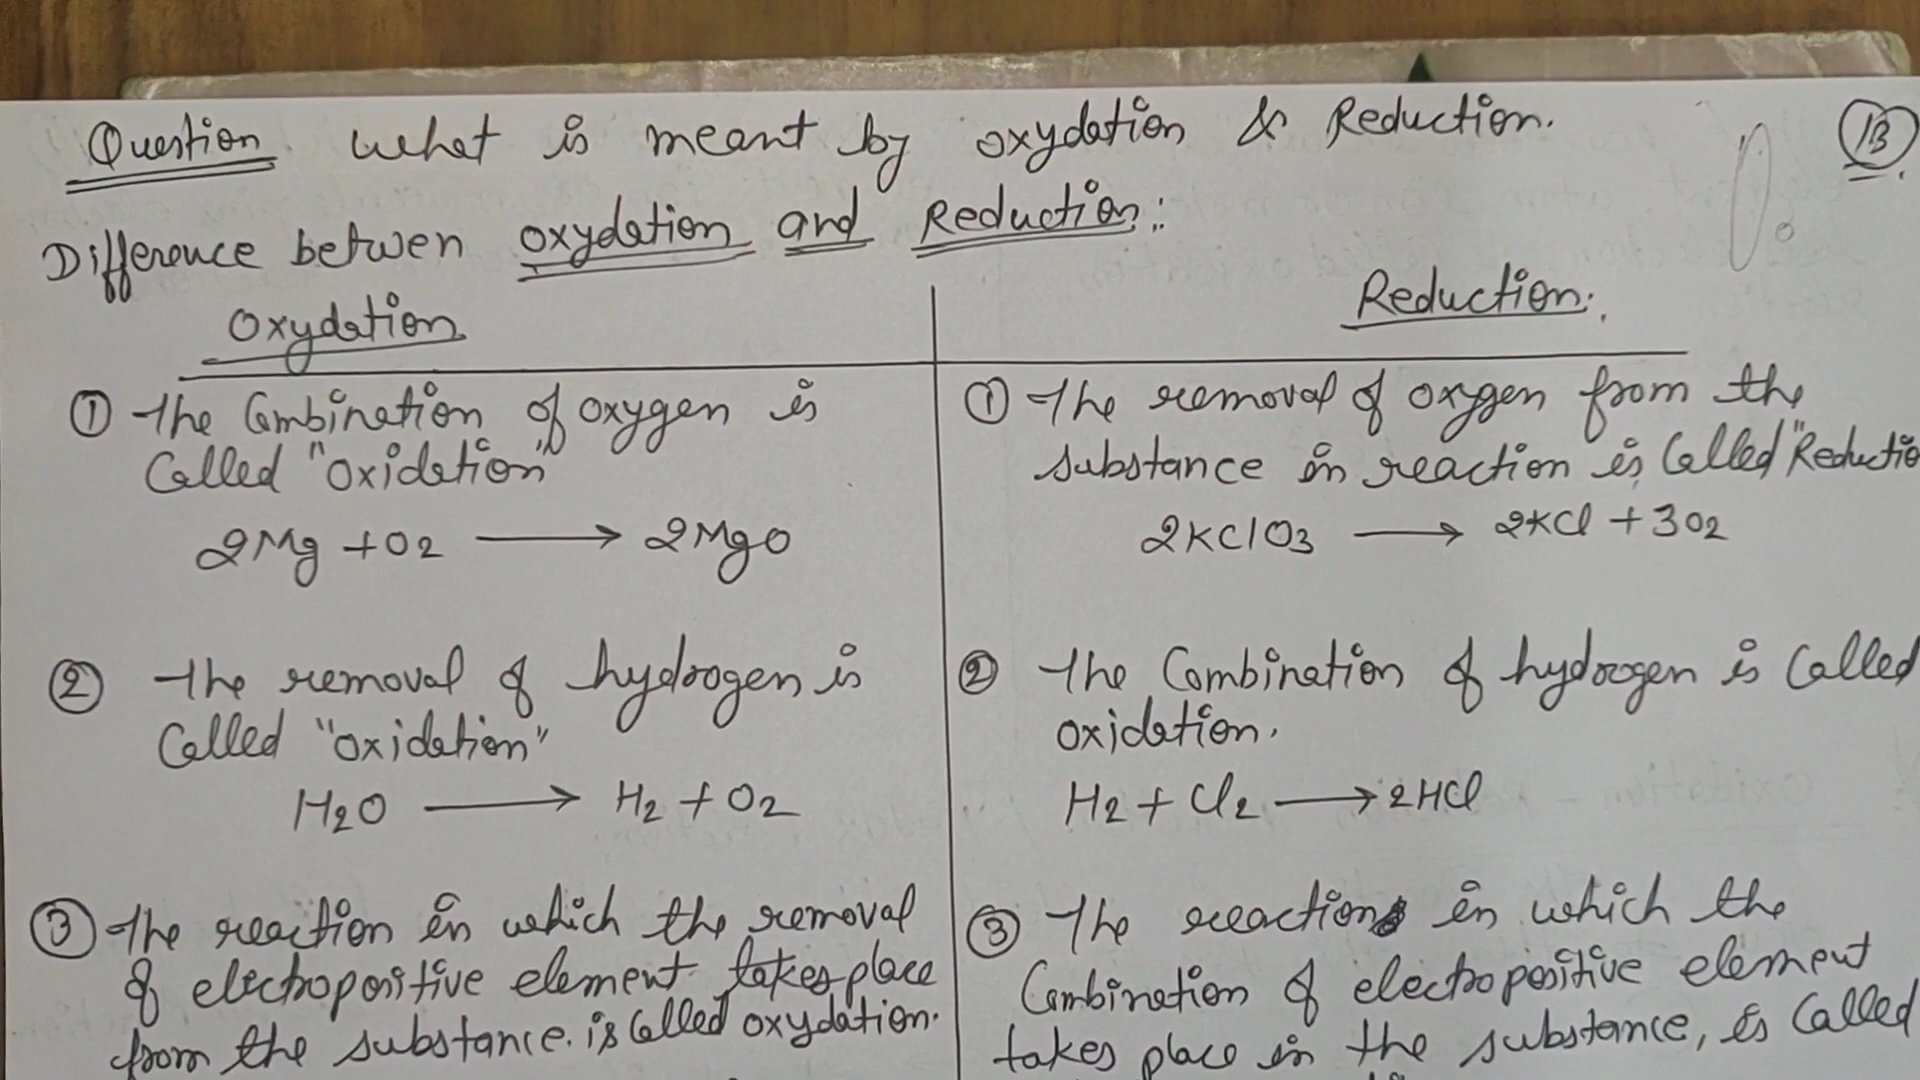 Question what is meant by oxydation & Reduction.
13
Difference betwen oxydation and Reduction:
Oxydation
① The Combination of oxygen is
Called "oxidation"
2Mg + O2 → 2MgO
② The removal of hydrogen is
Called "oxidation"
H2O → H2 + O2
③ The reaction in which the removal
of electropositive element takes place
from the substance. is Called oxydation.
Reduction:
① The removal of oxygen from the
substance in reaction is Called "Reductio
2KClO3 → 2KCl + 3O2
② The Combination of hydrogen is Called
oxidation.
H2 + Cl2 → 2HCl
③ The reaction in which the
Combination of electropositive element
takes place in the substance, is Called